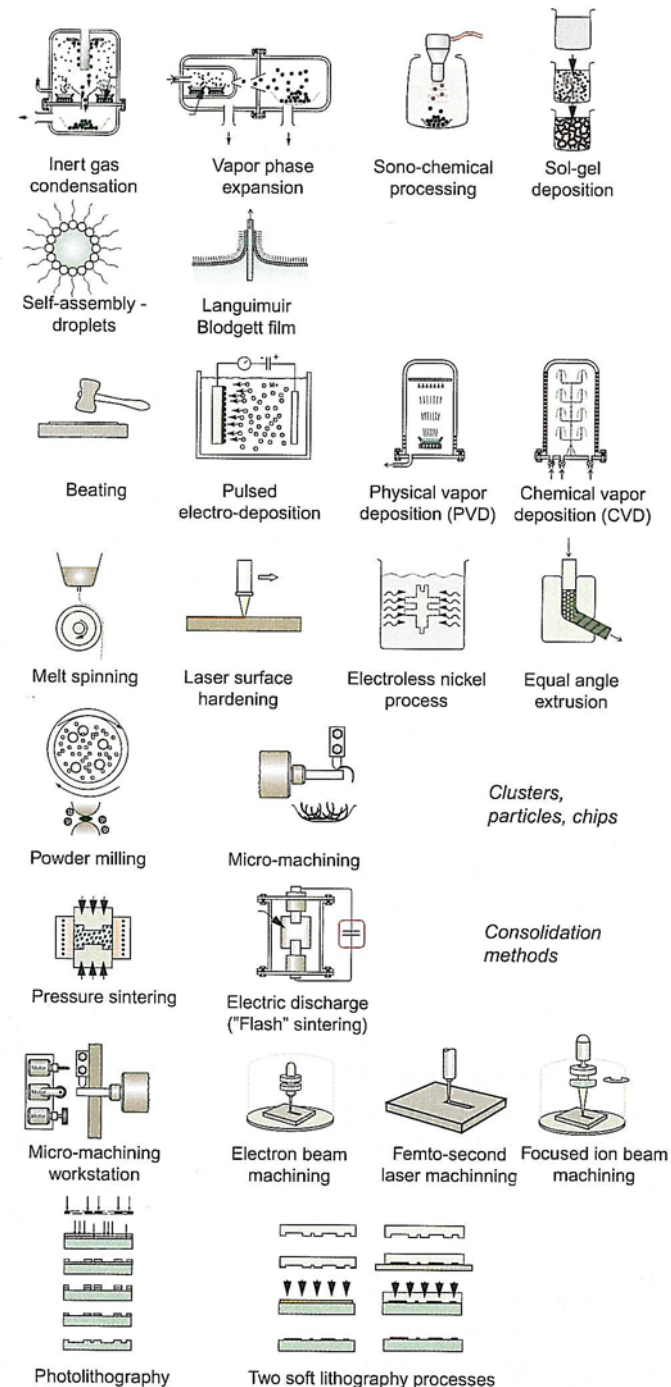 Inert gas
condensation
Vapor phase
expansion
Sono-chemical
processing
Sol-gel
deposition
Self-assembly -
droplets
Languimuir
Blodgett film
M+
- +
Beating
Pulsed
electro-deposition
Physical vapor
deposition (PVD)
Chemical vapor
deposition (CVD)
Melt spinning
Laser surface
hardening
Electroless nickel
process
Equal angle
extrusion
Powder milling
Micro-machining
Clusters,
particles, chips
Pressure sintering
Electric discharge
("Flash" sintering)
Consolidation
methods
Motor
Motor
Motor
Micro-machining
workstation
Electron beam
machining
Femto-second
laser machinning
Focused ion beam
machining
Photolithography
Two soft lithography processes